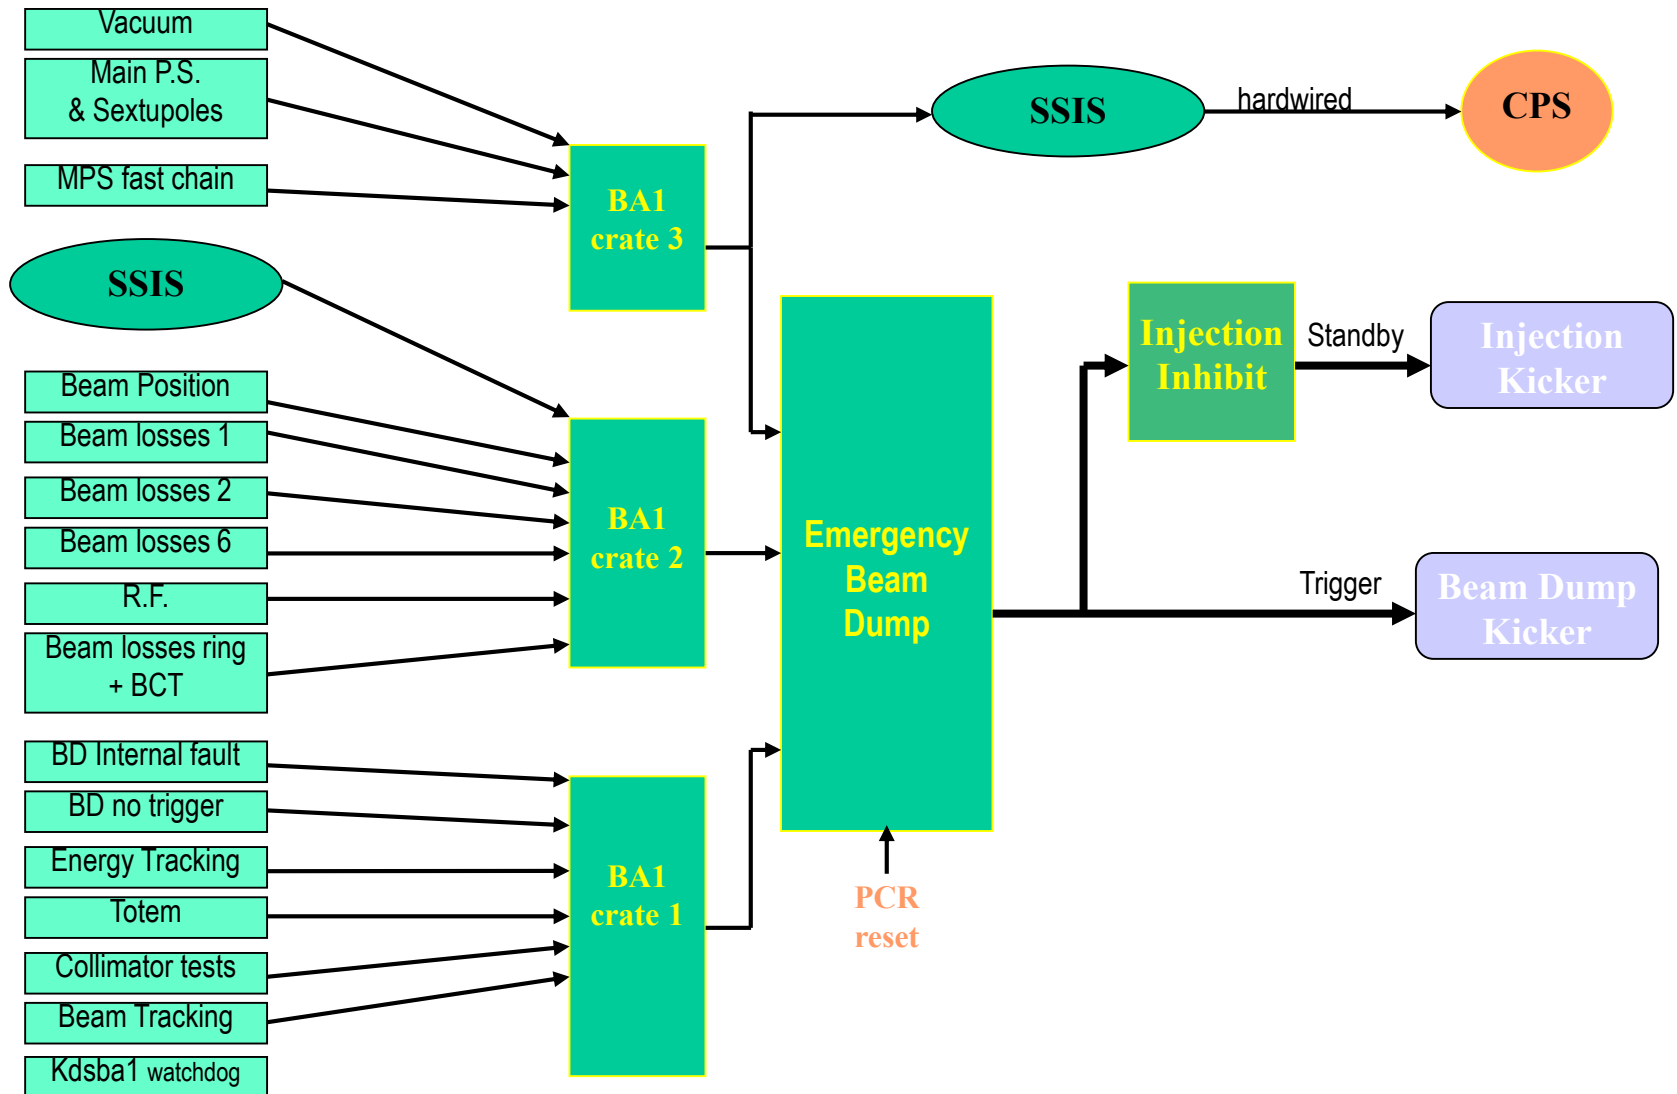 Vacuum
Main P.S.
& Sextupoles
MPS fast chain
SSIS
Beam Position
Beam losses 1
Beam losses 2
Beam losses 6
R.F.
Beam losses ring
+ BCT
BD Internal fault
BD no trigger
Energy Tracking
Totem
Collimator tests
Beam Tracking
Kdsba1 watchdog
BA1
crate 3
BA1
crate 2
BA1
crate 1
Emergency
Beam
Dump
PCR
reset
SSIS
hardwired
CPS
Injection
Inhibit
Standby
Injection
Kicker
Trigger
Beam Dump
Kicker